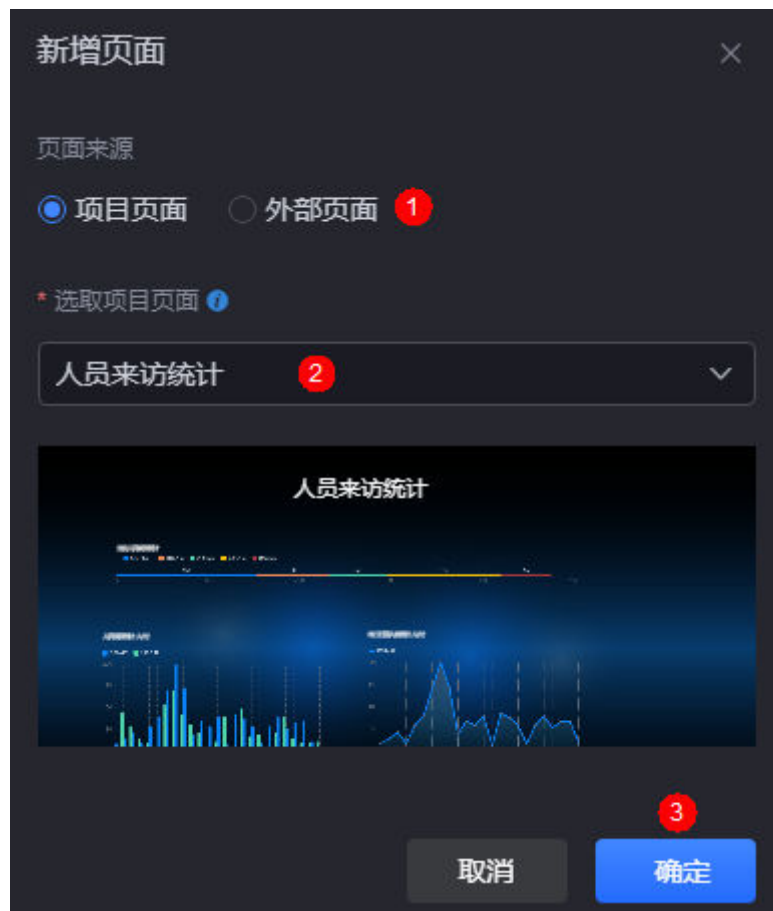 新增页面
页面来源
项目页面 外部页面 1
* 选取项目页面
人员来访统计 2
人员来访统计
3
取消 确定